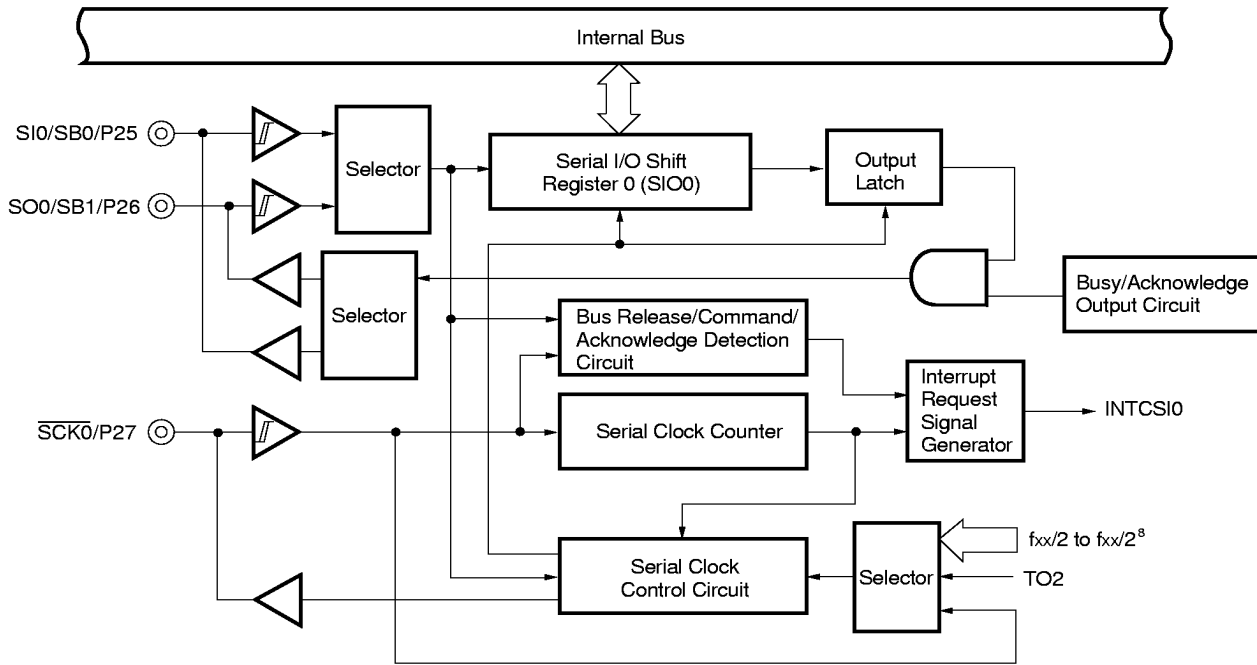 Internal Bus
SI0/SB0/P25
Selector
Serial I/O Shift
Register 0 (SIO0)
Output
Latch
SO0/SB1/P26
Selector
Busy/Acknowledge
Output Circuit
Bus Release/Command/
Acknowledge Detection
Circuit
Interrupt
Request
Signal
Generator
INTCSI0
SCK0/P27
Serial Clock Counter
Serial Clock
Control Circuit
Selector
fxx/2 to fxx/2⁸
TO2